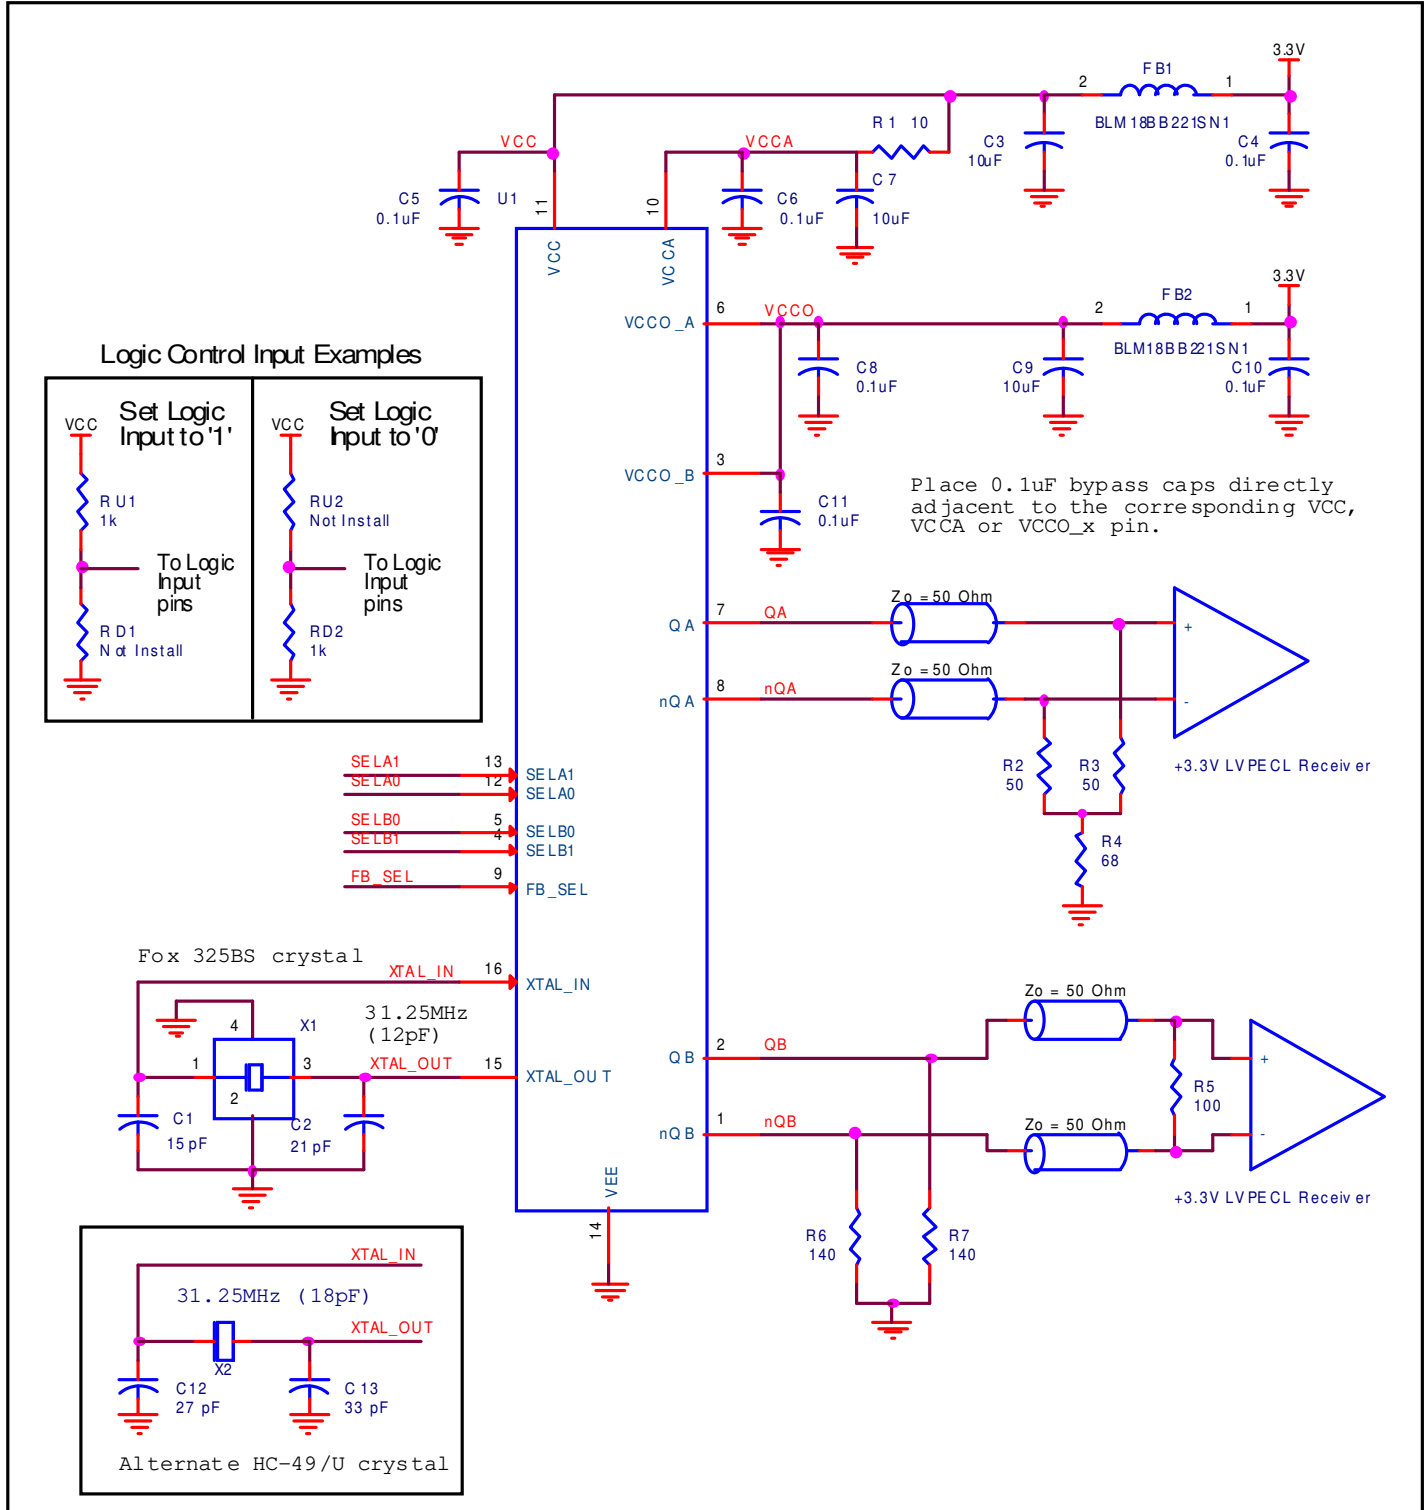 3.3V
FB1
2
1
BLM18BB221SN1
R1 10
C3
10uF
C4
0.1uF
VCC
VCCA
C5
0.1uF
U1
11
10
C6
0.1uF
C7
10uF
VCC
VCCA
3.3V
FB2
2
1
BLM18BB221SN1
VCCO_A
6
VCCO
C8
0.1uF
C9
10uF
C10
0.1uF
VCCO_B
3
C11
0.1uF
Place 0.1uF bypass caps directly
adjacent to the corresponding VCC,
VCCA or VCCO_x pin.
Logic Control Input Examples
Set Logic
Input to '1'
VCC
RU1
1k
To Logic
Input
pins
RD1
Not Install
Set Logic
Input to '0'
VCC
RU2
Not Install
To Logic
Input
pins
RD2
1k
QA
7
QA
Zo = 50 Ohm
+
nQA
8
nQA
Zo = 50 Ohm
-
R2
50
R3
50
+3.3V LVPECL Receiver
R4
68
SELA1
13
SELA1
SELA0
12
SELA0
SELB0
5
SELB0
SELB1
4
SELB1
FB_SEL
9
FB_SEL
Fox 325BS crystal
XTAL_IN
16
XTAL_IN
31.25MHz
(12pF)
4
X1
1
3
2
XTAL_OUT
15
XTAL_OUT
C1
15pF
C2
21pF
QB
2
QB
Zo = 50 Ohm
+
R5
100
nQB
1
nQB
Zo = 50 Ohm
-
+3.3V LVPECL Receiver
R6
140
R7
140
VEE
14
XTAL_IN
31.25MHz (18pF)
XTAL_OUT
X2
C12
27 pF
C13
33 pF
Alternate HC-49/U crystal